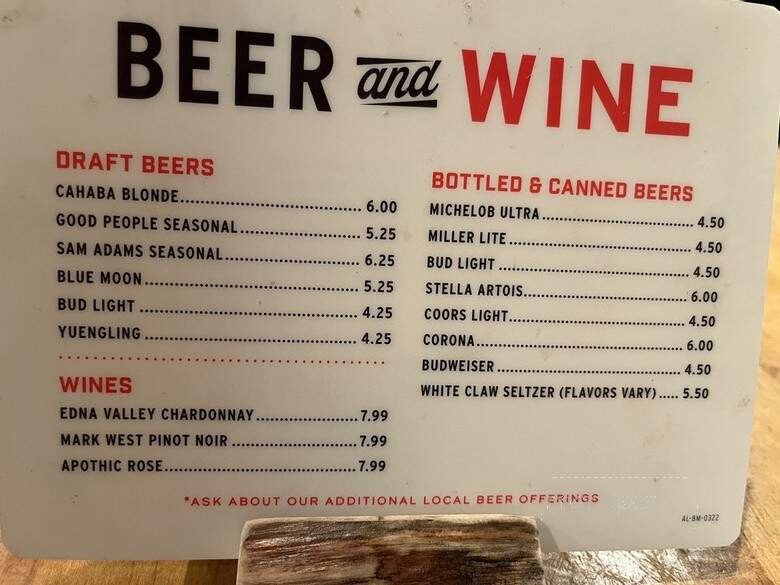 BEER and WINE
DRAFT BEERS
CAHABA BLONDE 6.00
GOOD PEOPLE SEASONAL 5.25
SAM ADAMS SEASONAL 6.25
BLUE MOON 5.25
BUD LIGHT 4.25
YUENGLING 4.25
WINES
EDNA VALLEY CHARDONNAY 7.99
MARK WEST PINOT NOIR 7.99
APOTHIC ROSE 7.99
BOTTLED & CANNED BEERS
MICHELOB ULTRA 4.50
MILLER LITE 4.50
BUD LIGHT 4.50
STELLA ARTOIS 6.00
COORS LIGHT 4.50
CORONA 6.00
BUDWEISER 4.50
WHITE CLAW SELTZER (FLAVORS VARY) 5.50
*ASK ABOUT OUR ADDITIONAL LOCAL BEER OFFERINGS
AL-BM-0322